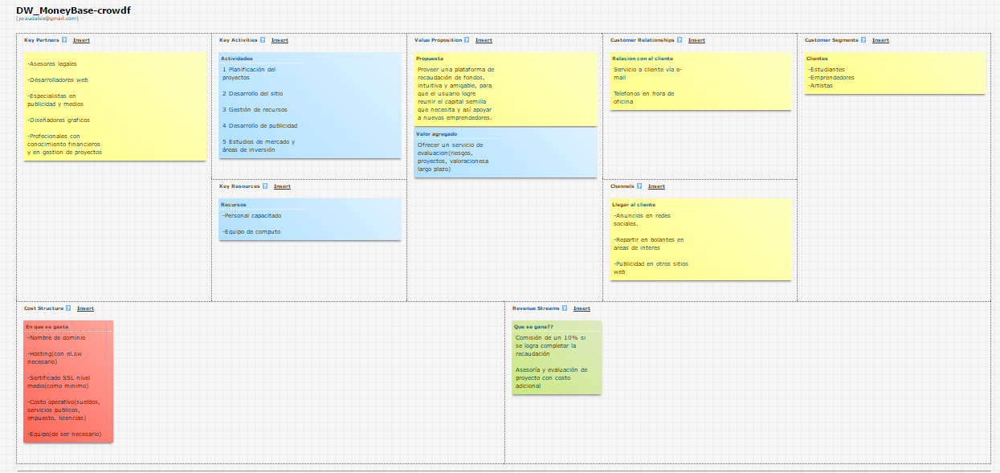 DW_MoneyBase-crowdf
(jcraudales@gmail.com)
Key Partners ? Insert
-Asesores legales
-Desarrolladores web
-Especialistas en
publicidad y medios
-Diseñadores graficos
-Profecionales con
conocimiento financieros
y en gestion de proyectos
Key Activities ? Insert
Actividades
1 Planificación del
proyectos
2 Desarrollo del sitio
3 Gestión de recursos
4 Desarrollo de publicidad
5 Estudios de mercado y
áreas de inversión
Key Resources ? Insert
Recursos
-Personal capacitado
-Equipo de computo
Value Proposition ? Insert
Propuesta
Proveer una plataforma de
recaudación de fondos,
intuitiva y amigable, para
que el usuario logre
reunir el capital semilla
que necesita y así apoyar
a nuevos emprendedores.
Valor agregado
Ofrecer un servicio de
evaluacion(riesgos,
proyectos, valoracionesa
largo plazo)
Customer Relationships ? Insert
Relacion con el cliente
Servicio a cliente vía e-
mail
Telefonos en hora de
oficina
Channels ? Insert
Llegar al cliente
-Anuncios en redes
sociales.
-Repartir en bolantes en
areas de interes
-Publicidad en otros sitios
web
Customer Segments ? Insert
Clientes
-Estudiantes
-Emprendedores
-Artistas
Cost Structure ? Insert
En que se gasta
-Nombre de dominio
-Hosting(con el.sw
necesario)
-Sertificado SSL nivel
medio(como minimo)
-Costo operativo(sueldos,
servicios publicos,
impuesto, licencias)
-Equipo(de ser necesario)
Revenue Streams ? Insert
Que se gana??
Comisión de un 10% si
se logra completar la
recaudación
Asesoría y evaluación de
proyecto con costo
adicional